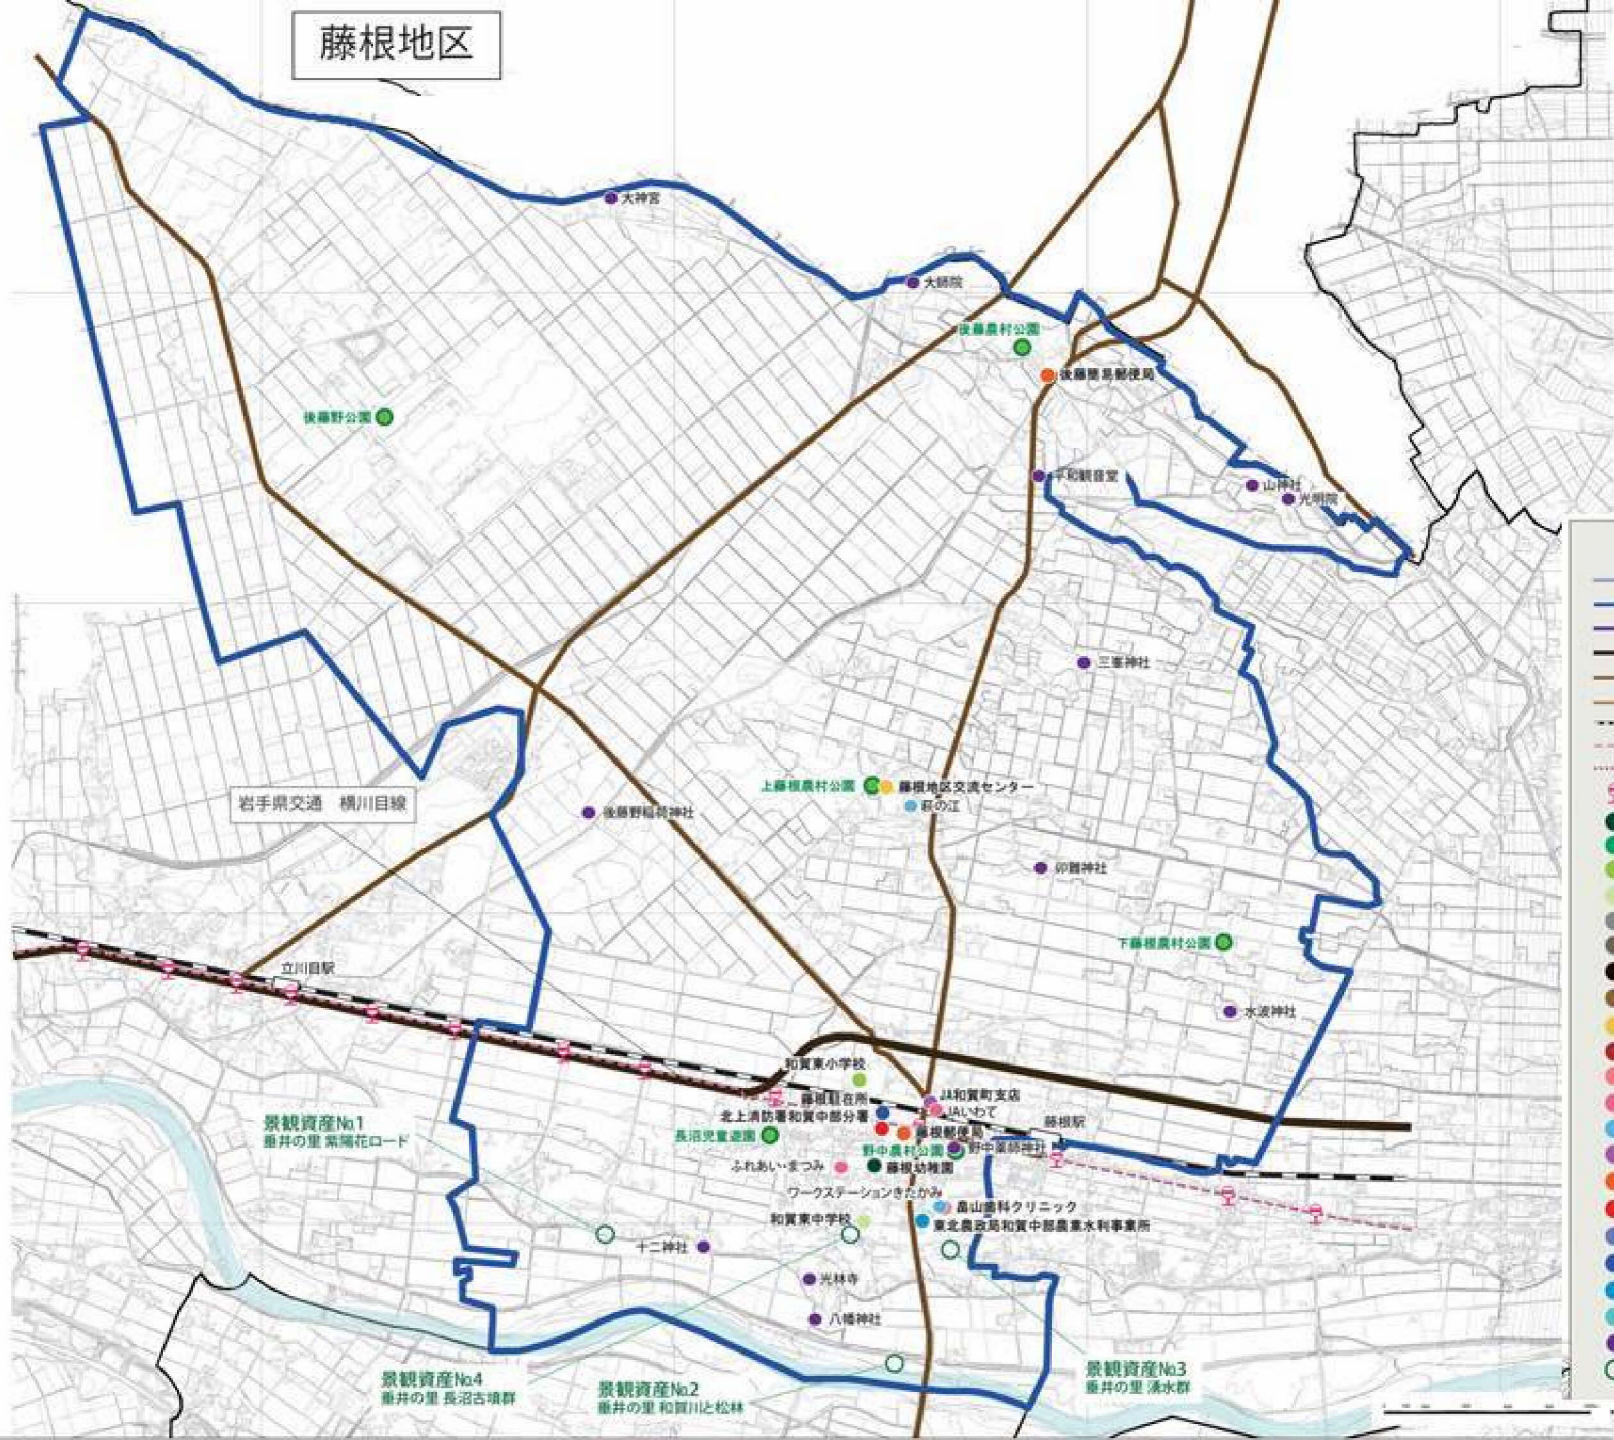 藤根地区
大神宮
大師院
後藤農村公園
後藤簡易郵便局
後藤野公園
平和観音堂
山神社
光明院
三峯神社
上藤根農村公園
藤根地区交流センター
萩の江
岩手県交通 横川目線
後藤野稲荷神社
卯醫神社
下藤根農村公園
立川目駅
水波神社
和賀東小学校
藤根駐在所
JA和賀町支店
JAいわて
北上消防署和賀中部分署
藤根駅
景観資産№1
垂井の里 紫陽花ロード
長沼児童遊園
藤根郵便局
野中農村公園
野中薬師神社
ふれあい・まつみ
藤根幼稚園
ワークステーションきたかみ
畠山歯科クリニック
和賀東中学校
東北農政局和賀中部農業水利事業所
十二神社
光林寺
八幡神社
景観資産№4
垂井の里 長沼古墳群
景観資産№2
垂井の里 和賀川と松林
景観資産№3
垂井の里 湧水群